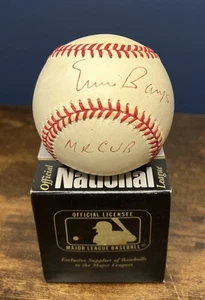 Ernie Banks
MR CUB
Official
National
League
OFFICIAL LICENSEE
MAJOR LEAGUE BASEBALL
Exclusive Supplier of Baseballs
to the Major Leagues